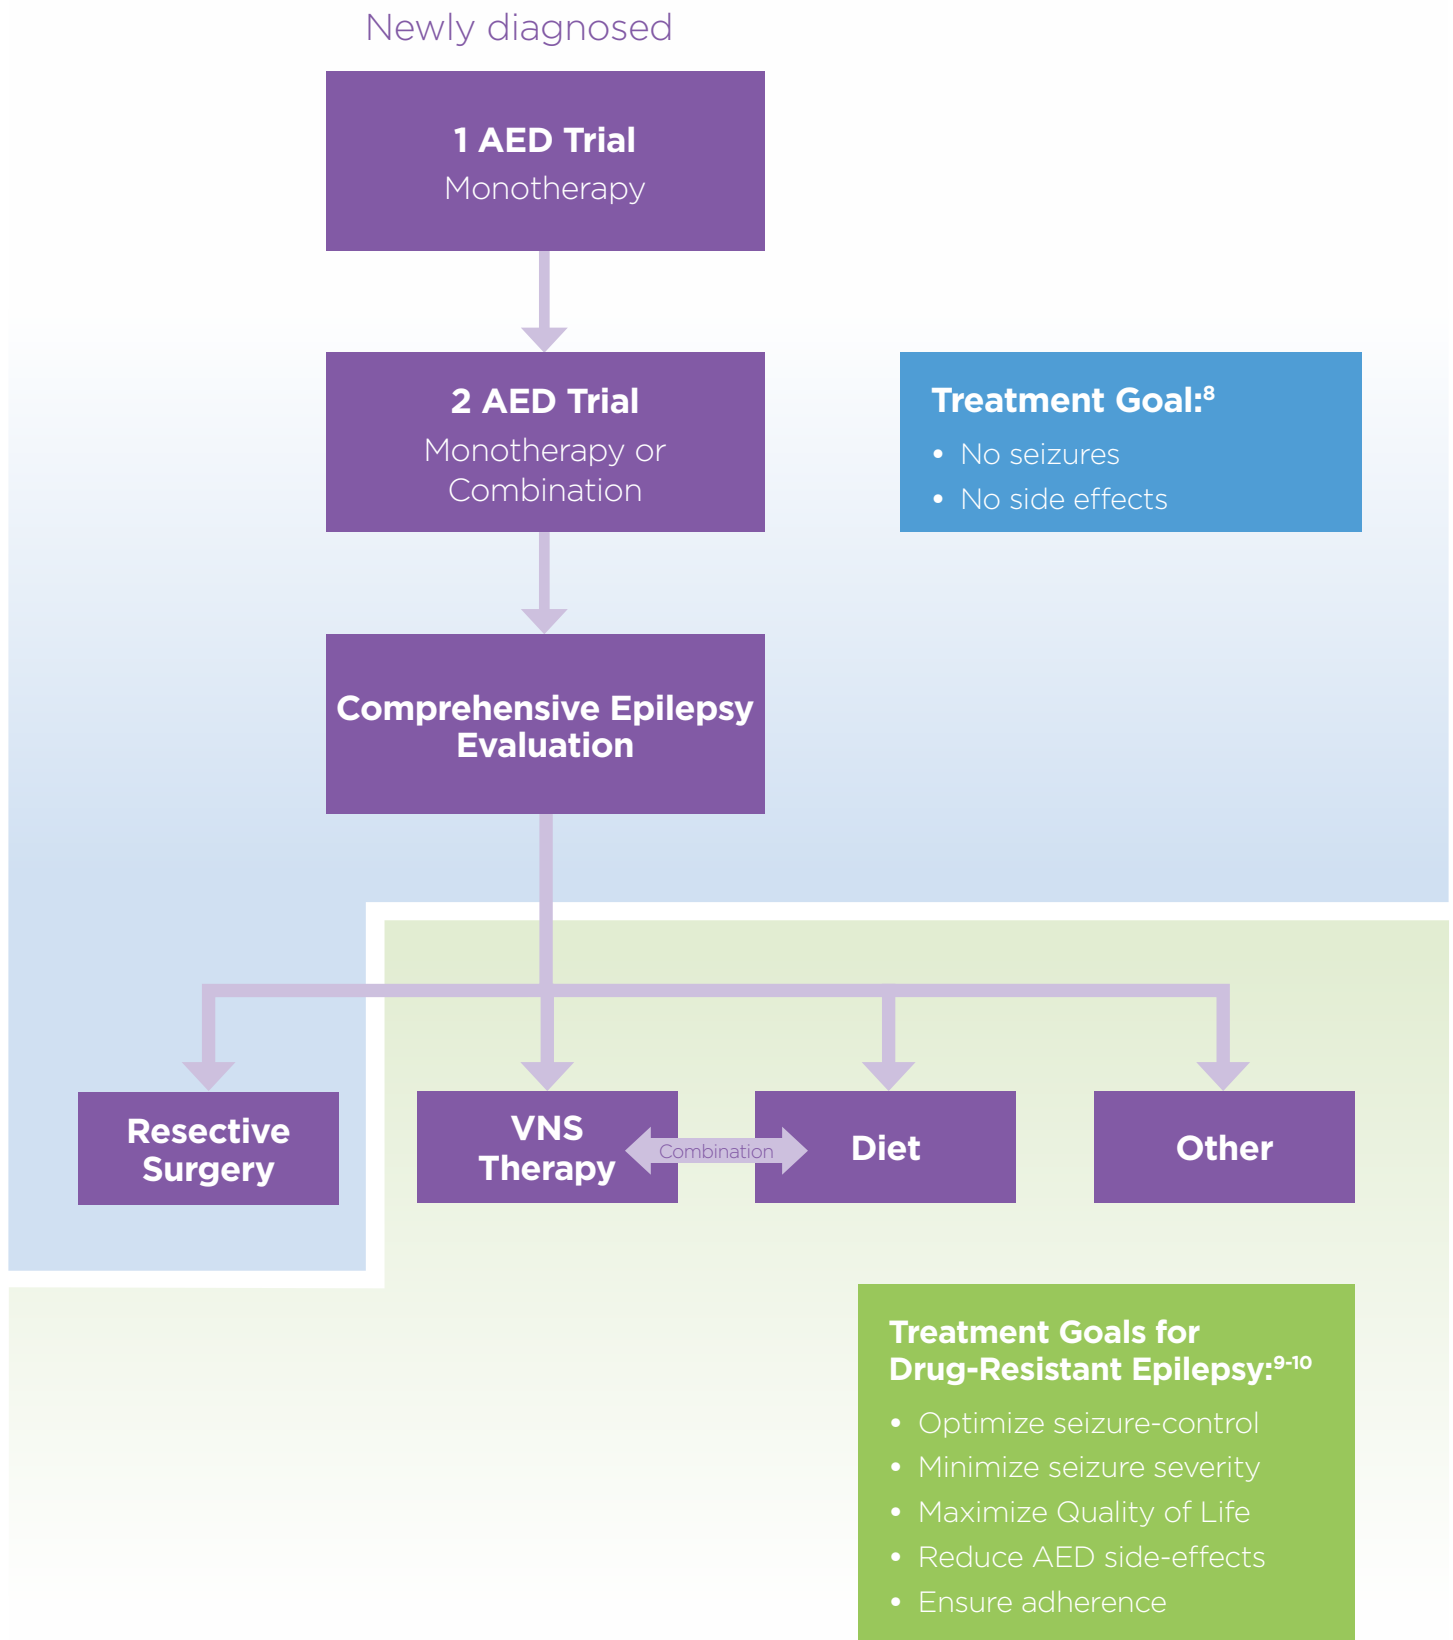 Newly diagnosed
1 AED Trial
Monotherapy
2 AED Trial
Monotherapy or
Combination
Treatment Goal:8
• No seizures
• No side effects
Comprehensive Epilepsy
Evaluation
Resective
Surgery
VNS
Therapy
Combination
Diet
Other
Treatment Goals for
Drug-Resistant Epilepsy:9-10
• Optimize seizure-control
• Minimize seizure severity
• Maximize Quality of Life
• Reduce AED side-effects
• Ensure adherence